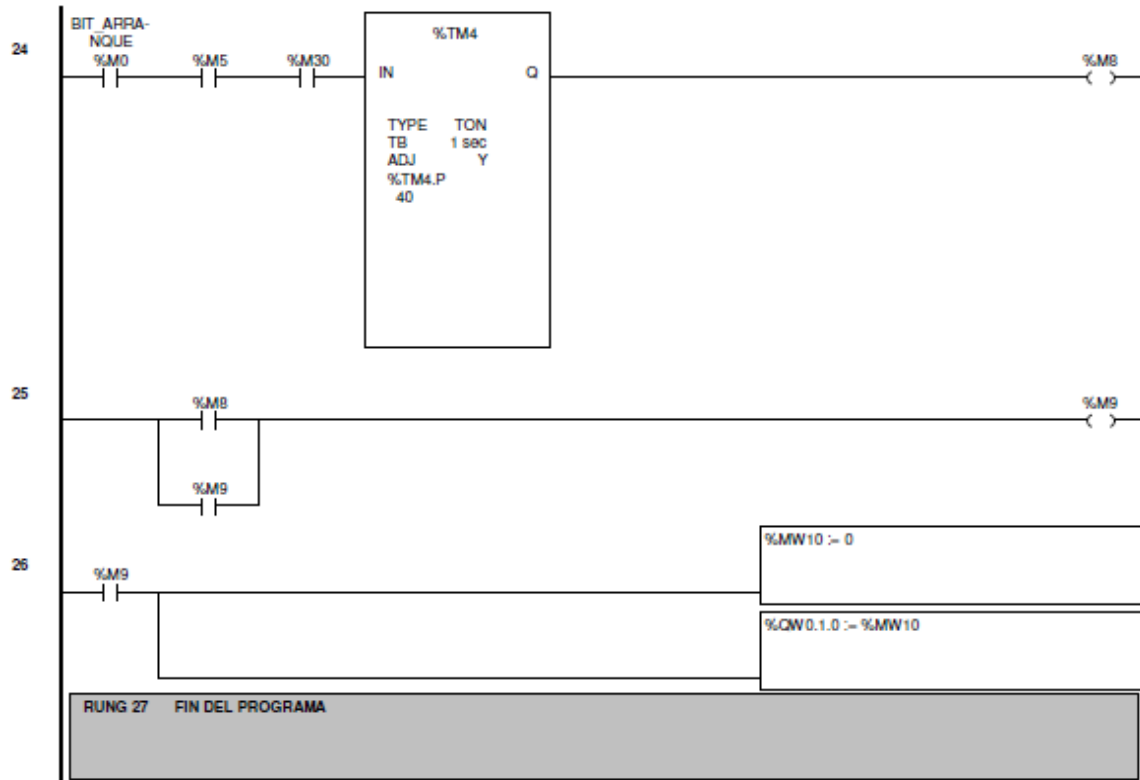 24
BIT_ARRA-
NQUE
%M0 %M5 %M30
%TM4
IN Q
%M8
TYPE TON
TB 1 sec
ADJ Y
%TM4.P
40
25
%M8
%M9
%M9
26
%M9
%MW10 := 0
%QW0.1.0 := %MW10
RUNG 27 FIN DEL PROGRAMA